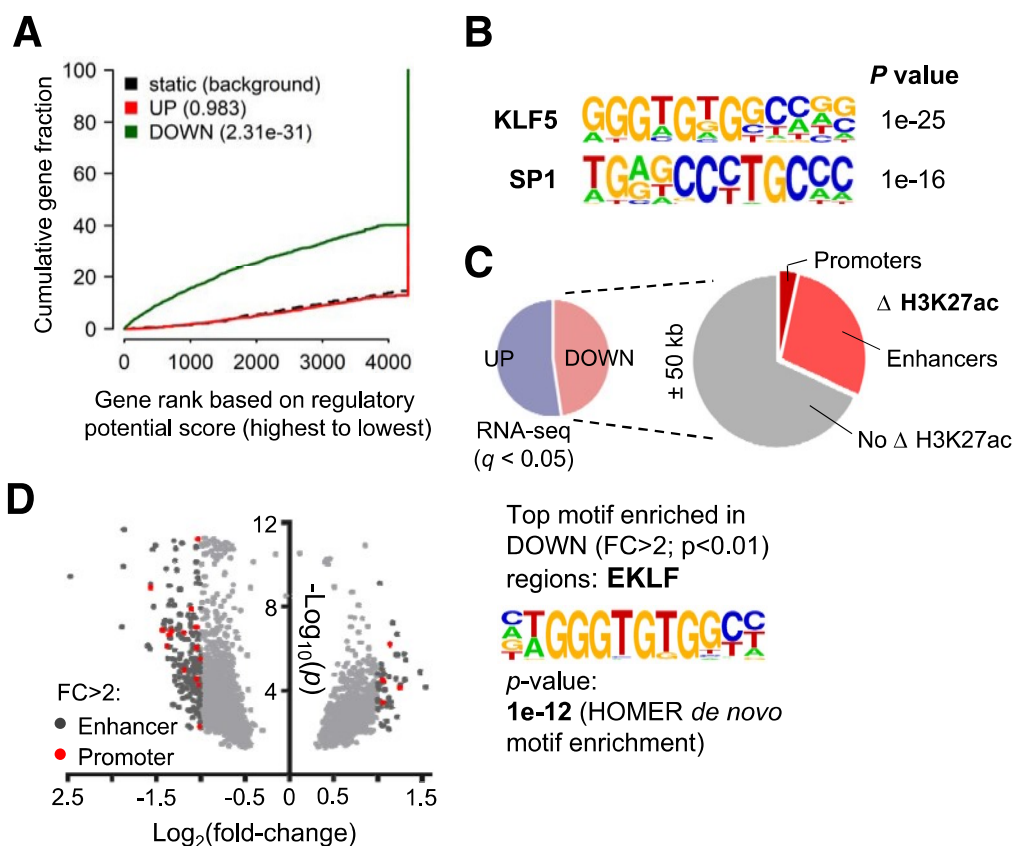 A
100
80
60
40
20
0
Cumulative gene fraction
static (background)
UP (0.983)
DOWN (2.31e-31)
0 1000 2000 3000 4000
Gene rank based on regulatory
potential score (highest to lowest)
B
P value
KLF5
GGGTGTGGCCGG
1e-25
SP1
TGAGCCCTGCCC
1e-16
C
UP
DOWN
RNA-seq
(q < 0.05)
± 50 kb
Promoters
Δ H3K27ac
Enhancers
No Δ H3K27ac
D
12
8
4
-Log10(p)
FC>2:
Enhancer
Promoter
2.5 -1.5 -0.5 0 0.5 1.5
Log2(fold-change)
Top motif enriched in
DOWN (FC>2; p<0.01)
regions: EKLF
CTGGGTGTGGCC
p-value:
1e-12 (HOMER de novo
motif enrichment)